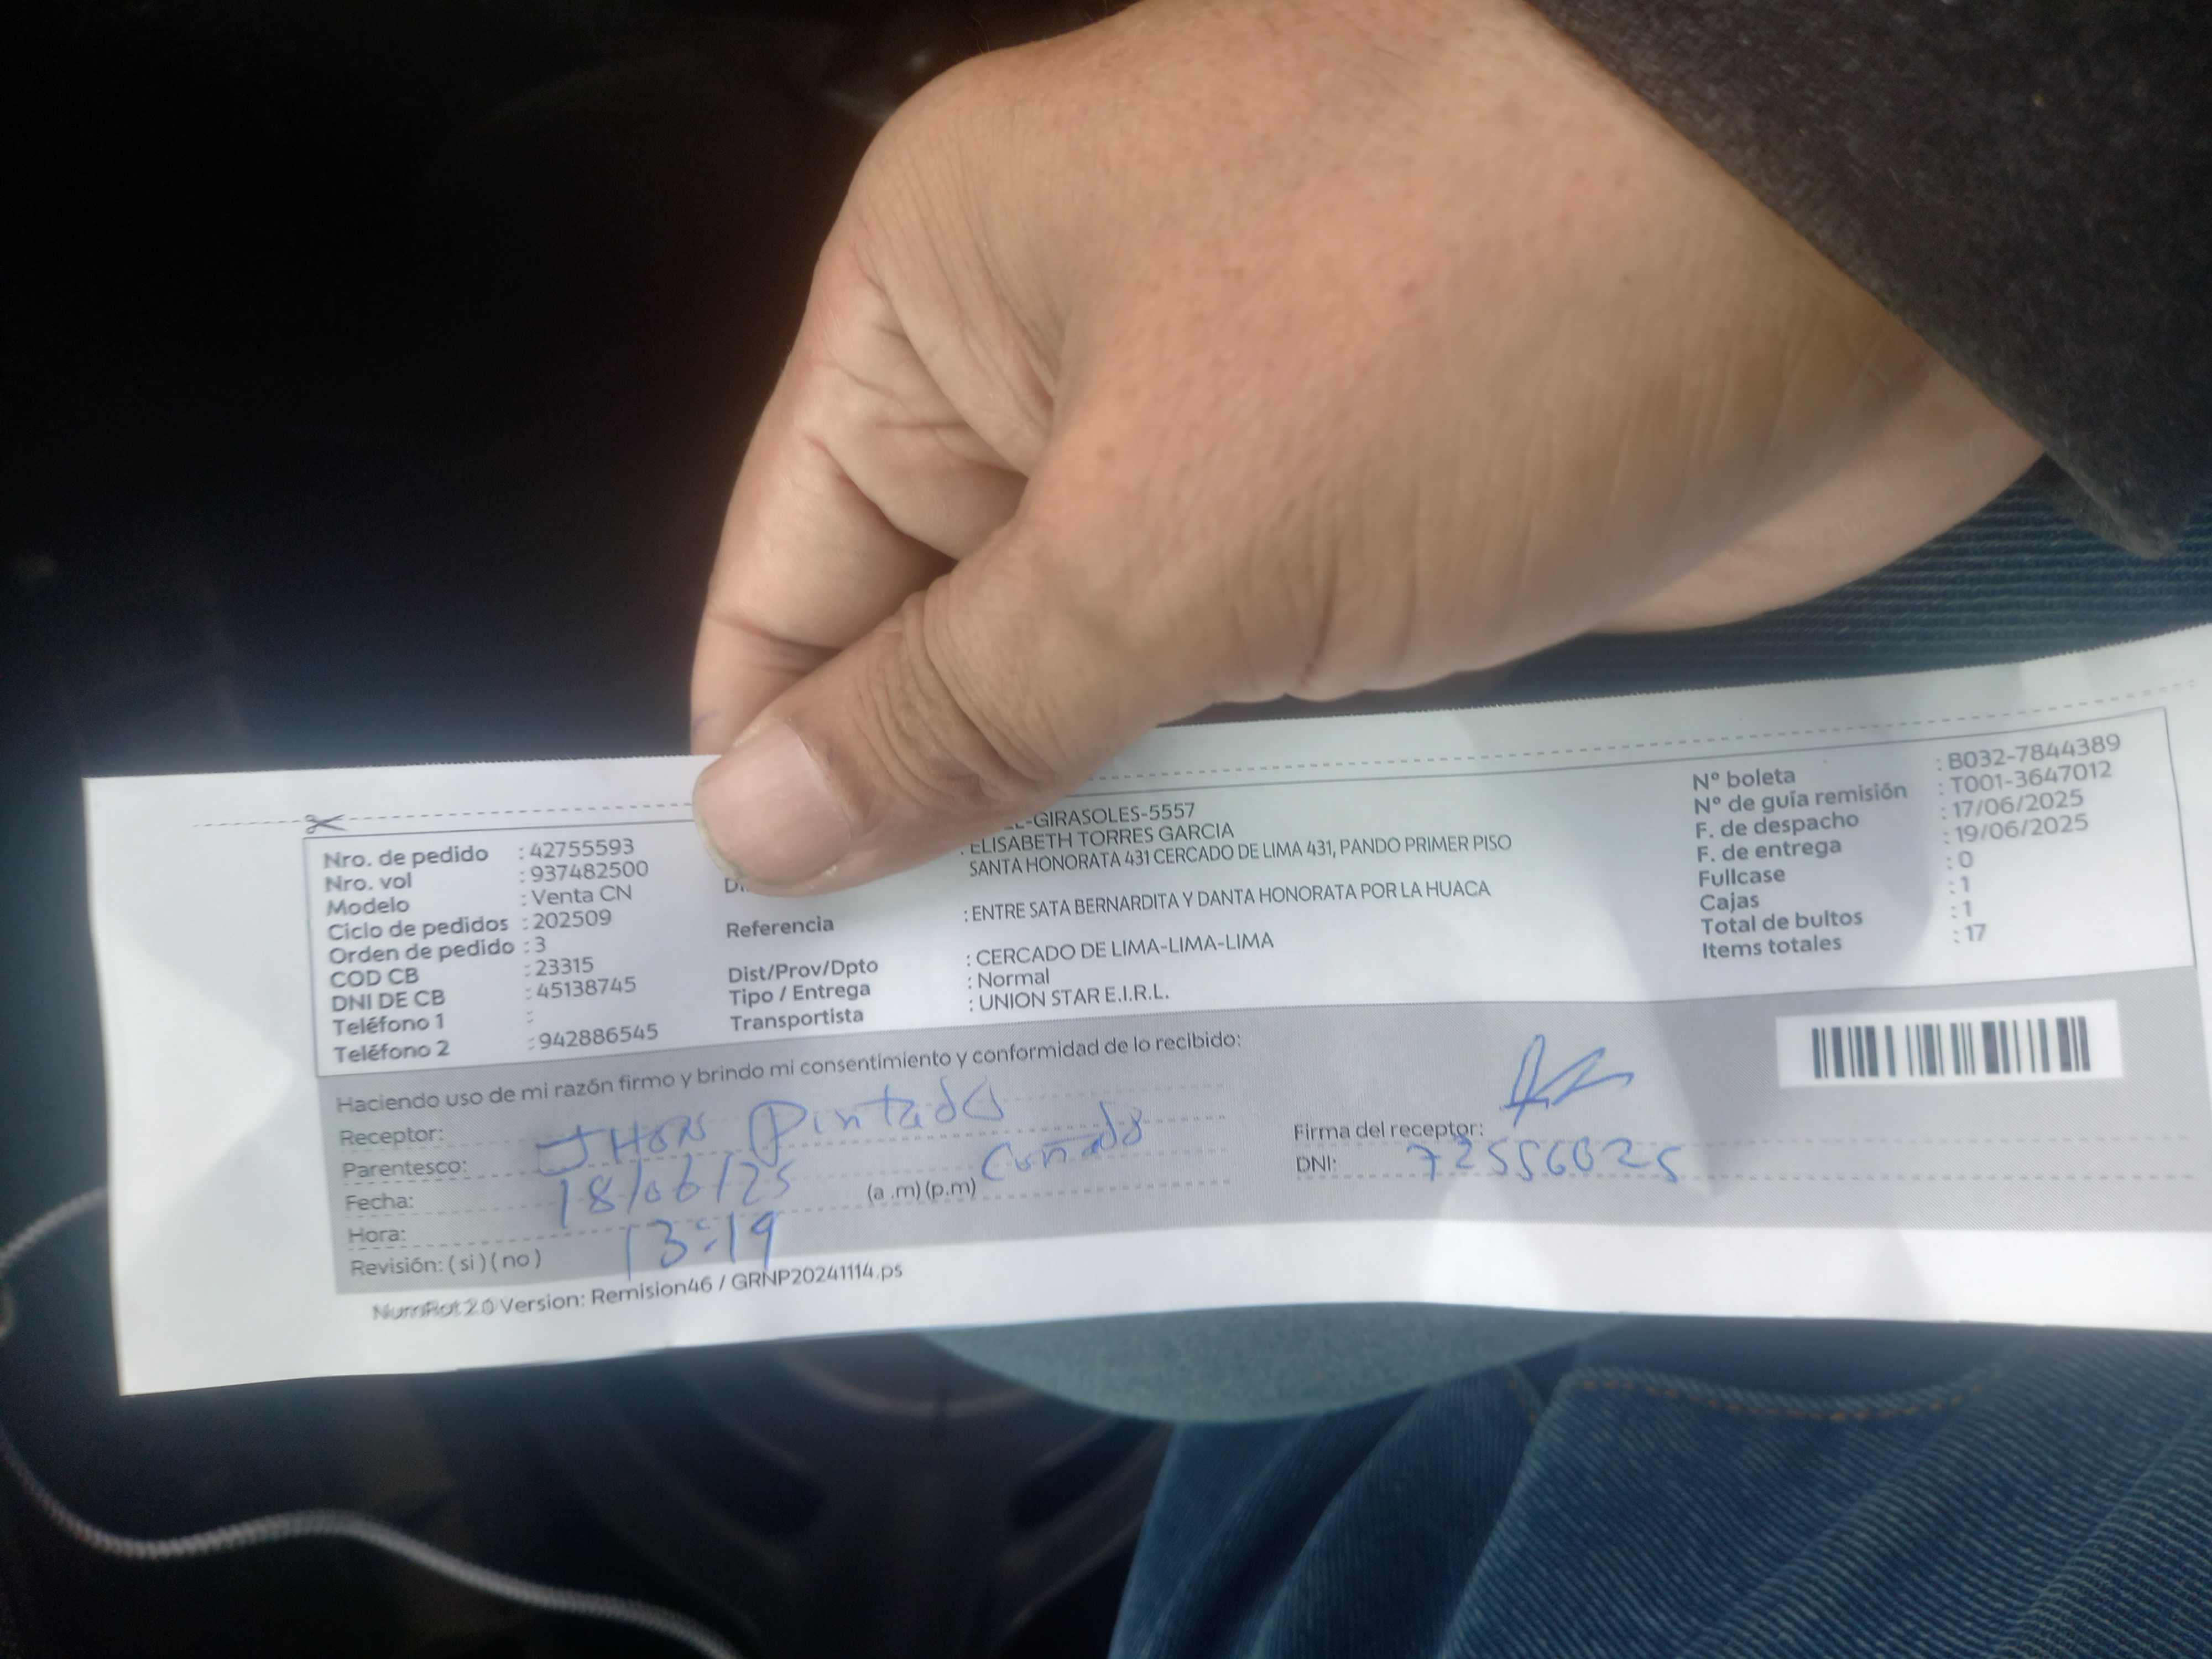 Nro. de pedido : 42755593
Nro. vol : 937482500
Modelo : Venta CN
Ciclo de pedidos : 202509
Orden de pedido : 3
COD CB : 23315
DNI DE CB : 45138745
Teléfono 1 :
Teléfono 2 : 942886545
-GIRASOLES-5557
: ELISABETH TORRES GARCIA
SANTA HONORATA 431 CERCADO DE LIMA 431, PANDO PRIMER PISO
Referencia : ENTRE SATA BERNARDITA Y DANTA HONORATA POR LA HUACA
Dist/Prov/Dpto : CERCADO DE LIMA-LIMA-LIMA
Tipo / Entrega : Normal
Transportista : UNION STAR E.I.R.L.
Nº boleta : B032-7844389
Nº de guía remisión : T001-3647012
F. de despacho : 17/06/2025
F. de entrega : 19/06/2025
Fullcase : 0
Cajas : 1
Total de bultos : 1
Items totales : 17
Haciendo uso de mi razón firmo y brindo mi consentimiento y conformidad de lo recibido:
Receptor: JHON Pintado
Parentesco: Coñado
Fecha: 18/06/25 (a .m) (p.m)
Hora: 13:19
Revisión: ( si ) ( no )
Firma del receptor:
DNI: 72556025
NumRot 2.0 Version: Remision46 / GRNP20241114.ps